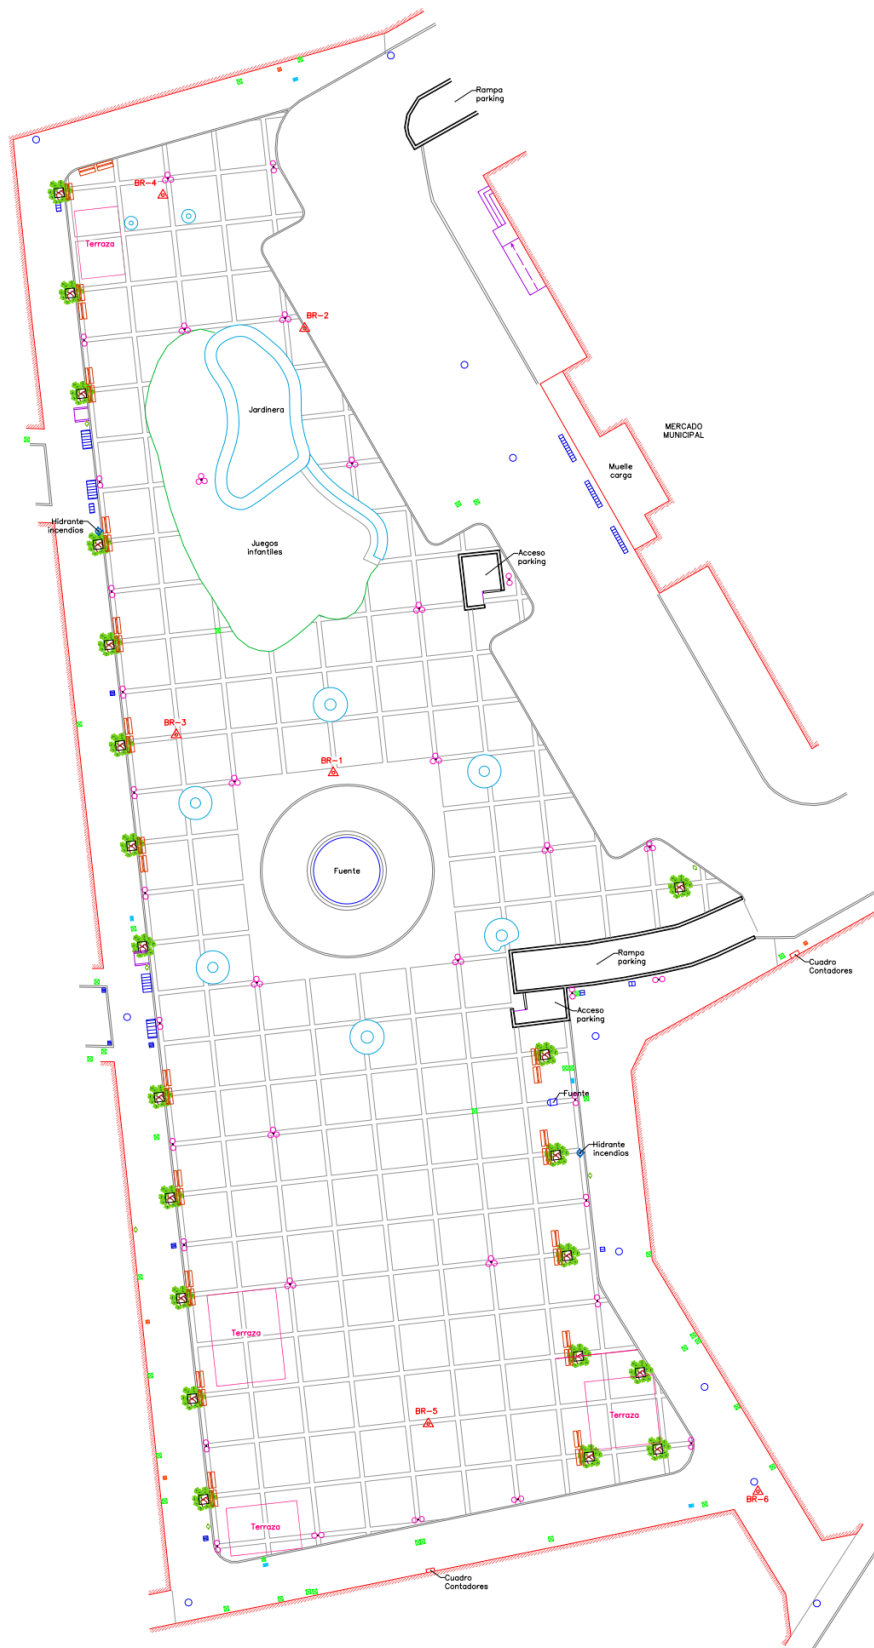 Rampa
parking
BR-4
Terraza
BR-2
Jardinera
MERCADO
MUNICIPAL
Muelle
carga
Hidrante
incendios
Juegos
infantiles
Acceso
parking
BR-3
BR-1
Fuente
Rampa
parking
Cuadro
Contadores
Acceso
parking
Fuente
Hidrante
incendios
Terraza
BR-5
Terraza
BR-6
Terraza
Cuadro
Contadores